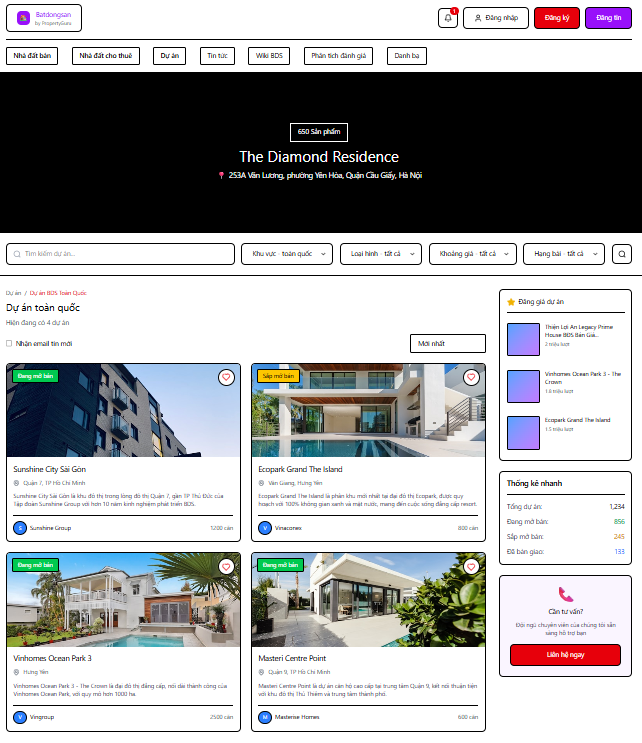 Batdongsan
by PropertyGuru
1
Đăng nhập
Đăng ký
Đăng tin
Nhà đất bán
Nhà đất cho thuê
Dự án
Tin tức
Wiki BDS
Phân tích đánh giá
Danh bạ
650 Sản phẩm
The Diamond Residence
253A Văn Lương, phường Yên Hòa, Quận Cầu Giấy, Hà Nội
Tìm kiếm dự án...
Khu vực - toàn quốc
Loại hình - tất cả
Khoảng giá - tất cả
Hạng bài - tất cả
Dự án / Dự án BDS Toàn Quốc
Dự án toàn quốc
Hiện đang có 4 dự án
Nhận email tin mới
Mới nhất
Đang mở bán
Sunshine City Sài Gòn
Quận 7, TP Hồ Chí Minh
Sunshine City Sài Gòn là khu đô thị trong lòng đô thị Quận 7, gần TP Thủ Đức của
Tập đoàn Sunshine Group với hơn 10 năm kinh nghiệm phát triển BDS.
S
Sunshine Group
1200 căn
Sắp mở bán
Ecopark Grand The Island
Văn Giang, Hưng Yên
Ecopark Grand The Island là phân khu mới nhất tại đại đô thị Ecopark, được quy
hoạch với 100% không gian xanh và mặt nước, mang đến cuộc sống đẳng cấp resort.
V
Vinaconex
800 căn
Đang mở bán
Vinhomes Ocean Park 3
Hưng Yên
Vinhomes Ocean Park 3 - The Crown là đại đô thị đẳng cấp, nối dài thành công của
Vinhomes Ocean Park, với quy mô hơn 1000 ha.
V
Vingroup
2500 căn
Đang mở bán
Masteri Centre Point
Quận 9, TP Hồ Chí Minh
Masteri Centre Point là dự án căn hộ cao cấp tại trung tâm Quận 9, kết nối thuận tiện
với khu đô thị Thủ Thiêm và trung tâm thành phố.
M
Masterise Homes
600 căn
Đáng giá dự án
Thiện Lợi An Legacy Prime
House BDS Bán Giá...
2 triệu lượt
Vinhomes Ocean Park 3 - The
Crown
1.8 triệu lượt
Ecopark Grand The Island
1.5 triệu lượt
Thống kê nhanh
Tổng dự án: 1,234
Đang mở bán: 856
Sắp mở bán: 245
Đã bàn giao: 133
Cần tư vấn?
Đội ngũ chuyên viên của chúng tôi sẵn
sàng hỗ trợ bạn
Liên hệ ngay